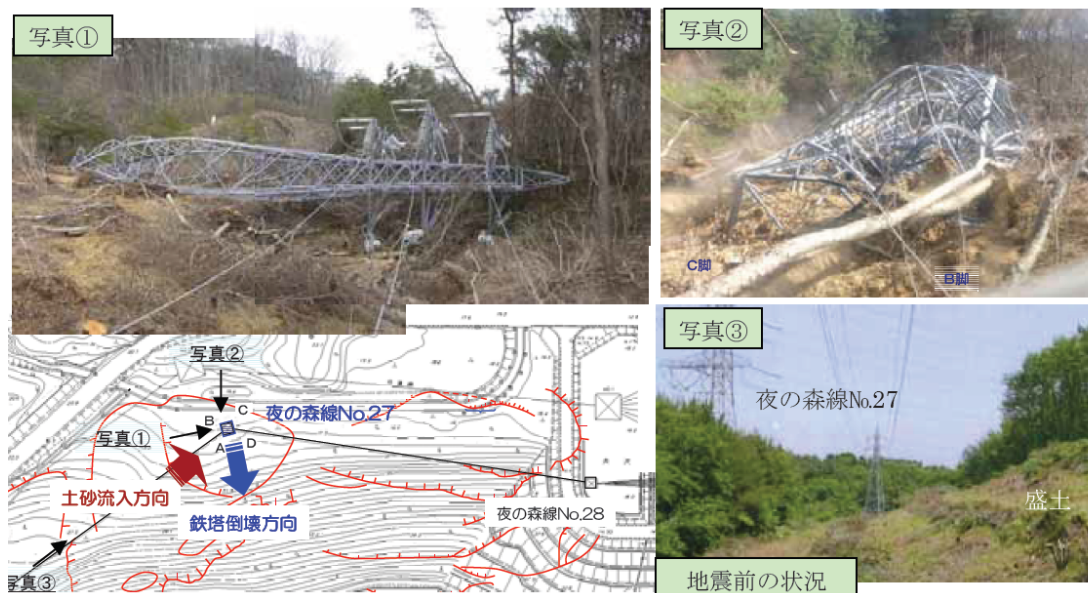 写真①
写真②
C脚
B脚
写真②
C
夜の森線No,27
B
写真①
A
D
土砂流入方向
鉄塔倒壊方向
夜の森線No,28
写真③
写真③
夜の森線No.27
盛土
地震前の状況